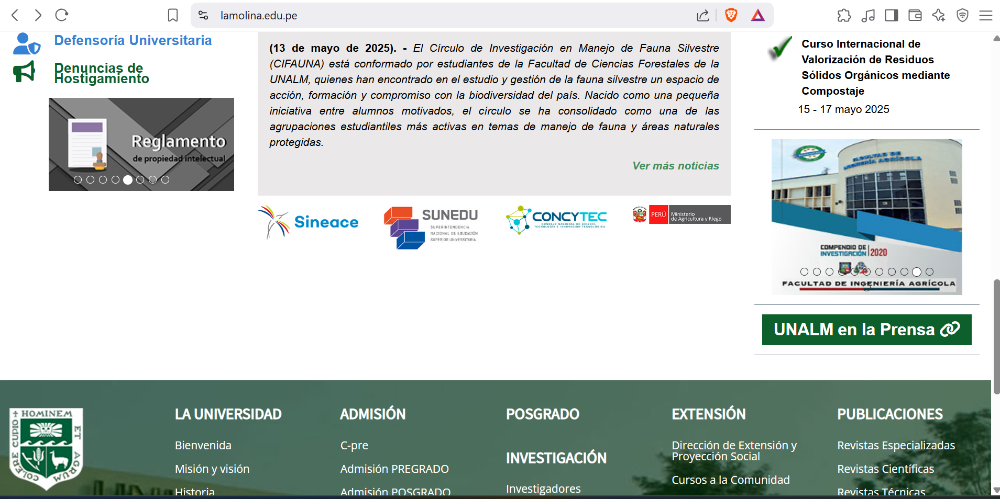 lamolina.edu.pe
Defensoría Universitaria
Denuncias de
Hostigamiento
Reglamento
de propiedad intelectual
(13 de mayo de 2025). - El Círculo de Investigación en Manejo de Fauna Silvestre
(CIFAUNA) está conformado por estudiantes de la Facultad de Ciencias Forestales de la
UNALM, quienes han encontrado en el estudio y gestión de la fauna silvestre un espacio de
acción, formación y compromiso con la biodiversidad del país. Nacido como una pequeña
iniciativa entre alumnos motivados, el círculo se ha consolidado como una de las
agrupaciones estudiantiles más activas en temas de manejo de fauna y áreas naturales
protegidas.
Ver más noticias
Sineace
SUNEDU
SUPERINTENDENCIA
NACIONAL DE EDUCACIÓN
SUPERIOR UNIVERSITARIA
CONCYTEC
CONSEJO NACIONAL DE CIENCIA,
TECNOLOGÍA E INNOVACIÓN TECNOLÓGICA
PERÚ
Ministerio
de Agricultura y Riego
Curso Internacional de
Valorización de Residuos
Sólidos Orgánicos mediante
Compostaje
15 - 17 mayo 2025
FACULTAD DE
INGENIERÍA AGRÍCOLA
COMPENDIO DE
INVESTIGACIÓN 2020
FACULTAD DE INGENIERÍA AGRÍCOLA
UNALM en la Prensa
COLERE CUPIO HOMINEM ET AGRUM
LA UNIVERSIDAD
Bienvenida
Misión y visión
Historia
ADMISIÓN
C-pre
Admisión PREGRADO
Admisión POSGRADO
POSGRADO
INVESTIGACIÓN
Investigadores
EXTENSIÓN
Dirección de Extensión y
Proyección Social
Cursos a la Comunidad
PUBLICACIONES
Revistas Especializadas
Revistas Científicas
Revistas Técnicas